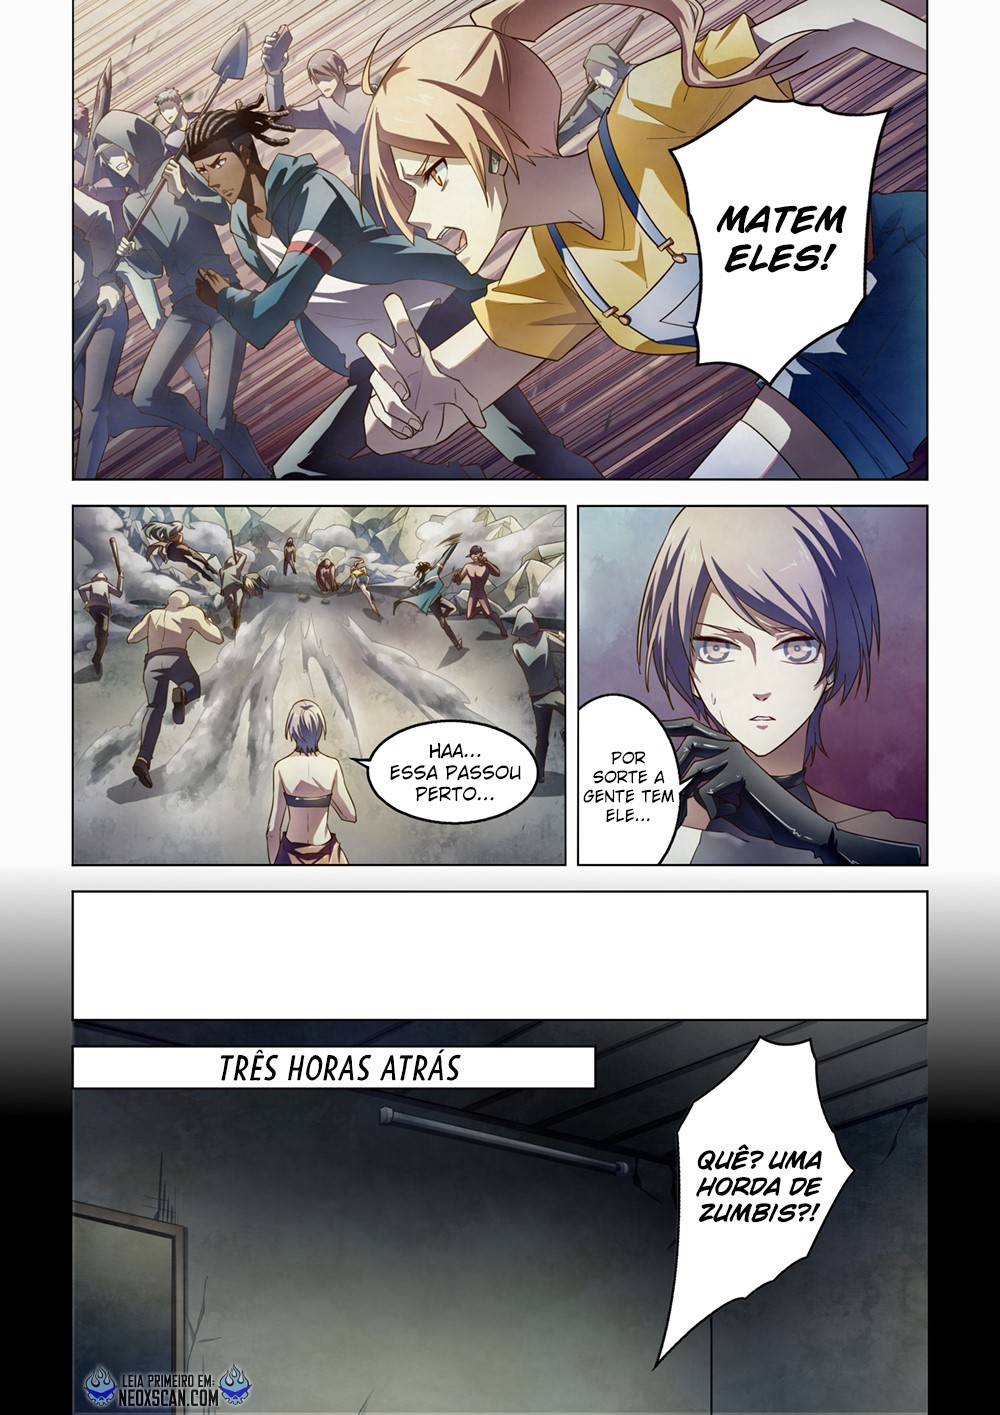 MATEM
ELES!
HAA...
ESSA PASSOU
PERTO...
POR
SORTE A
GENTE TEM
ELE...
TRÊS HORAS ATRÁS
QUÊ? UMA
HORDA DE
ZUMBIS?!
LEIA PRIMEIRO EM:
NEOXSCAN.COM